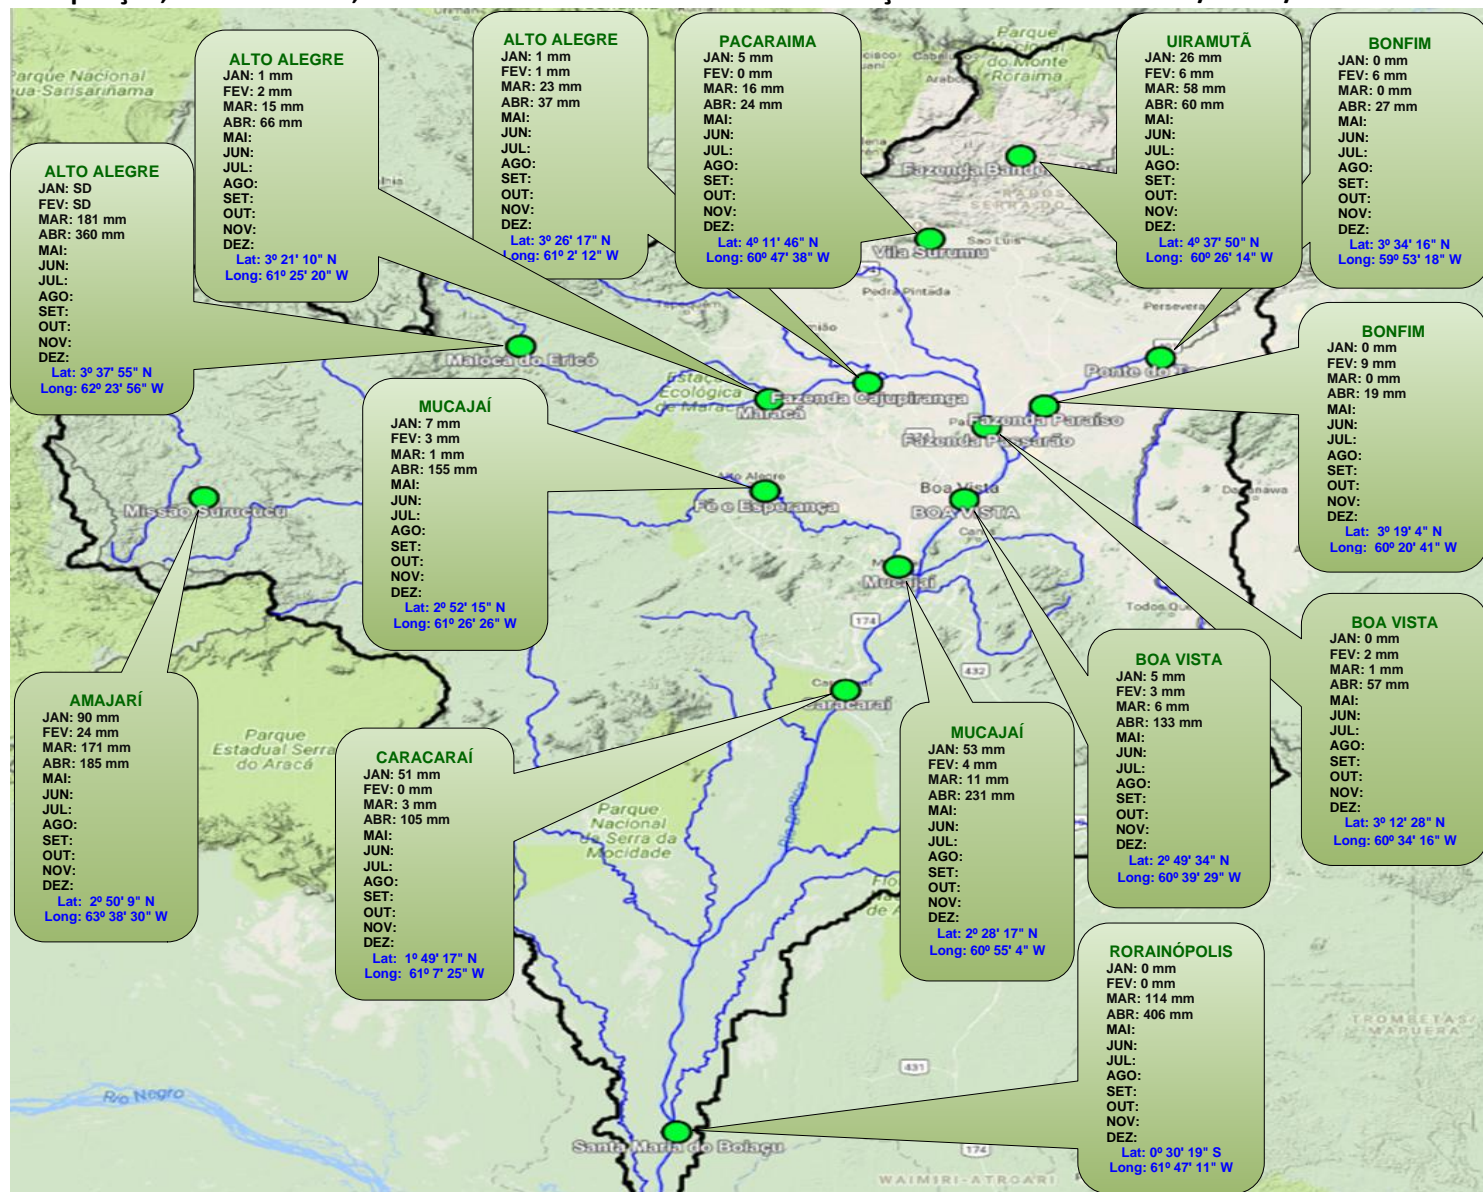 ALTO ALEGRE
JAN: 1 mm
FEV: 2 mm
MAR: 15 mm
ABR: 66 mm
MAI:
JUN:
JUL:
AGO:
SET:
OUT:
NOV:
DEZ:
Lat: 3º 21' 10" N
Long: 61º 25' 20" W
ALTO ALEGRE
JAN: 1 mm
FEV: 1 mm
MAR: 23 mm
ABR: 37 mm
MAI:
JUN:
JUL:
AGO:
SET:
OUT:
NOV:
DEZ:
Lat: 3º 26' 17" N
Long: 61º 2' 12" W
PACARAIMA
JAN: 5 mm
FEV: 0 mm
MAR: 16 mm
ABR: 24 mm
MAI:
JUN:
JUL:
AGO:
SET:
OUT:
NOV:
DEZ:
Lat: 4º 11' 46" N
Long: 60º 47' 38" W
UIRAMUTÃ
JAN: 26 mm
FEV: 6 mm
MAR: 58 mm
ABR: 60 mm
MAI:
JUN:
JUL:
AGO:
SET:
OUT:
NOV:
DEZ:
Lat: 4º 37' 50" N
Long: 60º 26' 14" W
BONFIM
JAN: 0 mm
FEV: 6 mm
MAR: 0 mm
ABR: 27 mm
MAI:
JUN:
JUL:
AGO:
SET:
OUT:
NOV:
DEZ:
Lat: 3º 34' 16" N
Long: 59º 53' 18" W
ALTO ALEGRE
JAN: SD
FEV: SD
MAR: 181 mm
ABR: 360 mm
MAI:
JUN:
JUL:
AGO:
SET:
OUT:
NOV:
DEZ:
Lat: 3º 37' 55" N
Long: 62º 23' 56" W
BONFIM
JAN: 0 mm
FEV: 9 mm
MAR: 0 mm
ABR: 19 mm
MAI:
JUN:
JUL:
AGO:
SET:
OUT:
NOV:
DEZ:
Lat: 3º 19' 4" N
Long: 60º 20' 41" W
MUCAJAÍ
JAN: 7 mm
FEV: 3 mm
MAR: 1 mm
ABR: 155 mm
MAI:
JUN:
JUL:
AGO:
SET:
OUT:
NOV:
DEZ:
Lat: 2º 52' 15" N
Long: 61º 26' 26" W
BOA VISTA
JAN: 0 mm
FEV: 2 mm
MAR: 1 mm
ABR: 57 mm
MAI:
JUN:
JUL:
AGO:
SET:
OUT:
NOV:
DEZ:
Lat: 3º 12' 28" N
Long: 60º 34' 16" W
BOA VISTA
JAN: 5 mm
FEV: 3 mm
MAR: 6 mm
ABR: 133 mm
MAI:
JUN:
JUL:
AGO:
SET:
OUT:
NOV:
DEZ:
Lat: 2º 49' 34" N
Long: 60º 39' 29" W
AMAJARÍ
JAN: 90 mm
FEV: 24 mm
MAR: 171 mm
ABR: 185 mm
MAI:
JUN:
JUL:
AGO:
SET:
OUT:
NOV:
DEZ:
Lat: 2º 50' 9" N
Long: 63º 38' 30" W
CARACARAÍ
JAN: 51 mm
FEV: 0 mm
MAR: 3 mm
ABR: 105 mm
MAI:
JUN:
JUL:
AGO:
SET:
OUT:
NOV:
DEZ:
Lat: 1º 49' 17" N
Long: 61º 7' 25" W
MUCAJAÍ
JAN: 53 mm
FEV: 4 mm
MAR: 11 mm
ABR: 231 mm
MAI:
JUN:
JUL:
AGO:
SET:
OUT:
NOV:
DEZ:
Lat: 2º 28' 17" N
Long: 60º 55' 4" W
RORAINÓPOLIS
JAN: 0 mm
FEV: 0 mm
MAR: 114 mm
ABR: 406 mm
MAI:
JUN:
JUL:
AGO:
SET:
OUT:
NOV:
DEZ:
Lat: 0º 30' 19" S
Long: 61º 47' 11" W
Parque Nacional
Parque
do Monte
Roraima
Vila Surumu
Sao Luis
Pedra Pintada
Maloca do Ericó
Ecológica
Maracá
Fazenda Cajupiranga
Ponte do
Fazenda Paraíso
Fazenda Passarão
Missão Surucucu
Alto Alegre
Fé e Esperança
Boa Vista
BOA VISTA
Mucajaí
174
432
Caracaraí
Parque
Estadual Serra
do Aracá
Parque
Nacional
da Serra da
Mocidade
Rio Branco
Rio Negro
431
174
Santa Maria do Boiaçu
TROMBETAS/
MAPUERA
WAIMIRI-ATROARI